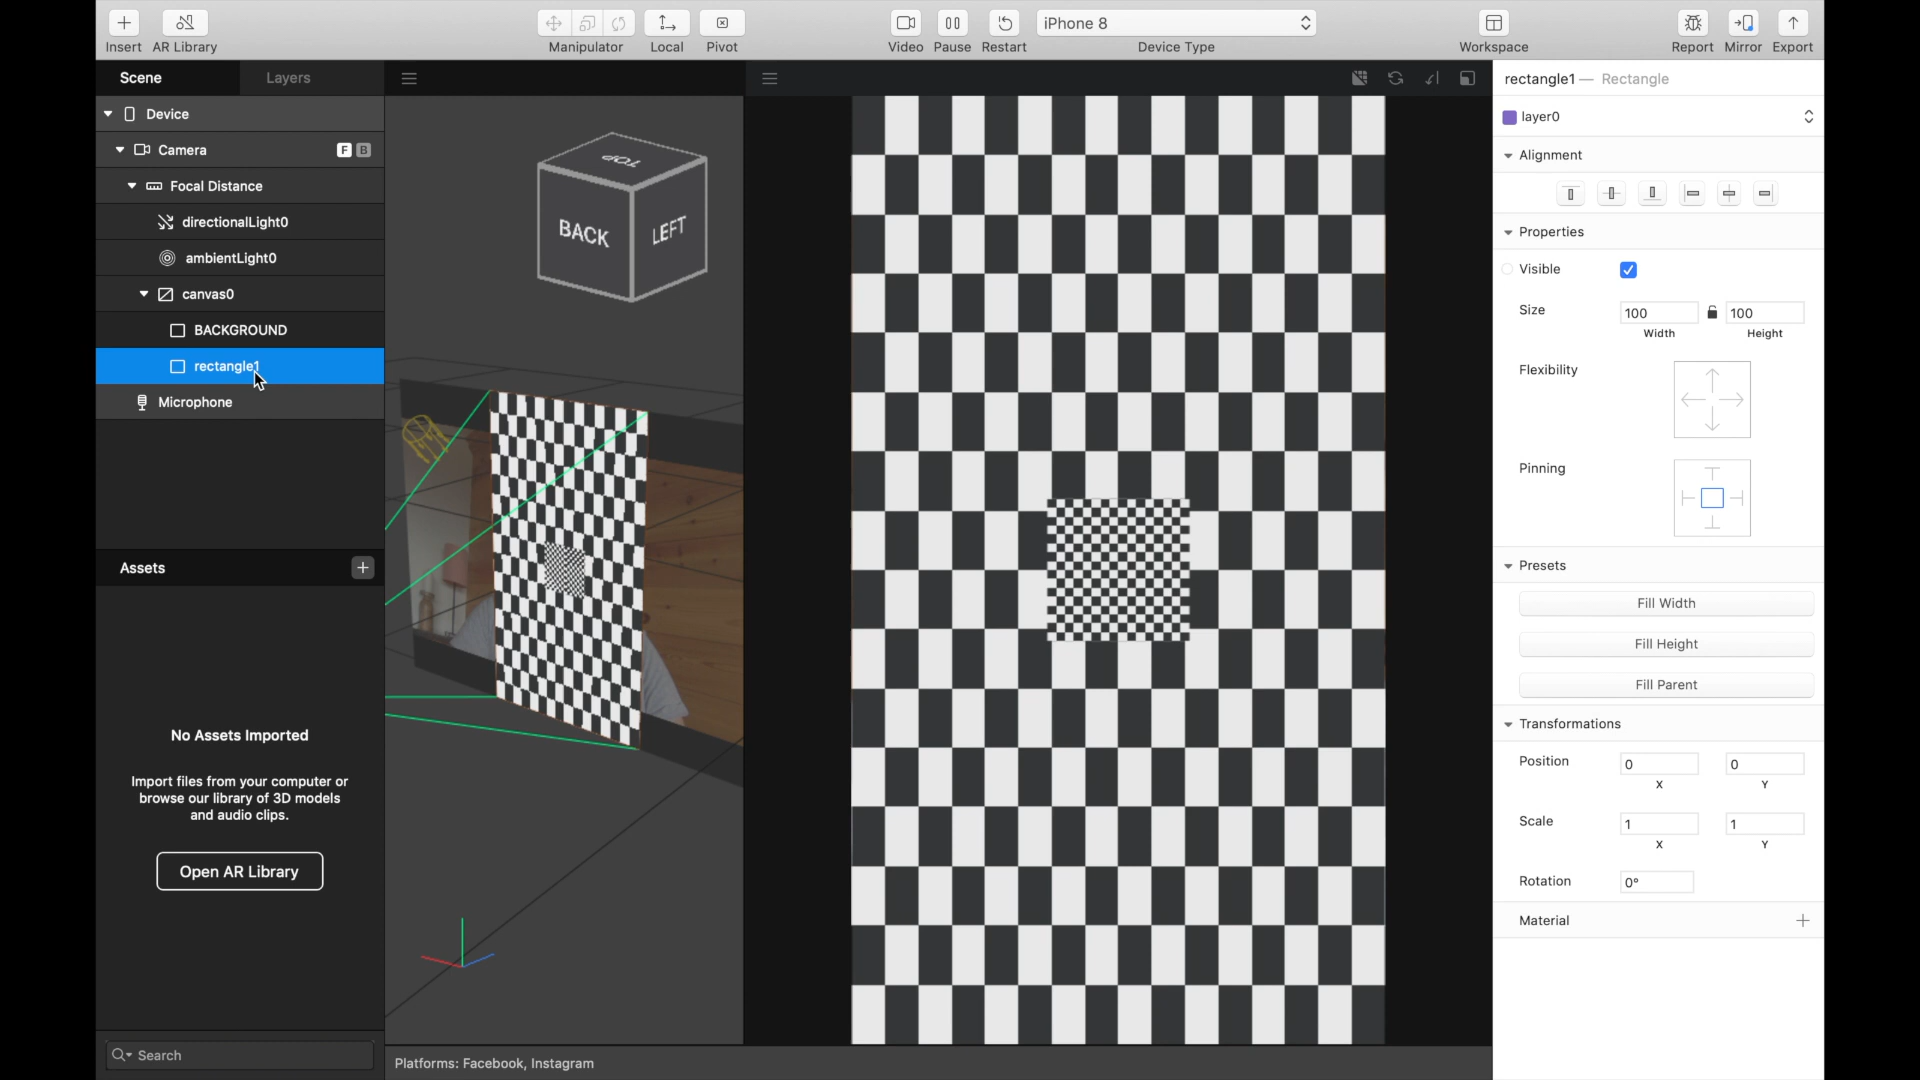 Insert
AR Library
Manipulator
Local
Pivot
Video
Pause
Restart
iPhone 8
Device Type
Workspace
Report
Mirror
Export
Scene
Layers
Device
Camera
F
B
Focal Distance
directionalLight0
ambientLight0
canvas0
BACKGROUND
rectangle1
Microphone
Assets
No Assets Imported
Import files from your computer or
browse our library of 3D models
and audio clips.
Open AR Library
Search
TOP
BACK
LEFT
Platforms: Facebook, Instagram
rectangle1 — Rectangle
layer0
Alignment
Properties
Visible
Size
100
100
Width
Height
Flexibility
Pinning
Presets
Fill Width
Fill Height
Fill Parent
Transformations
Position
0
0
X
Y
Scale
1
1
X
Y
Rotation
0°
Material